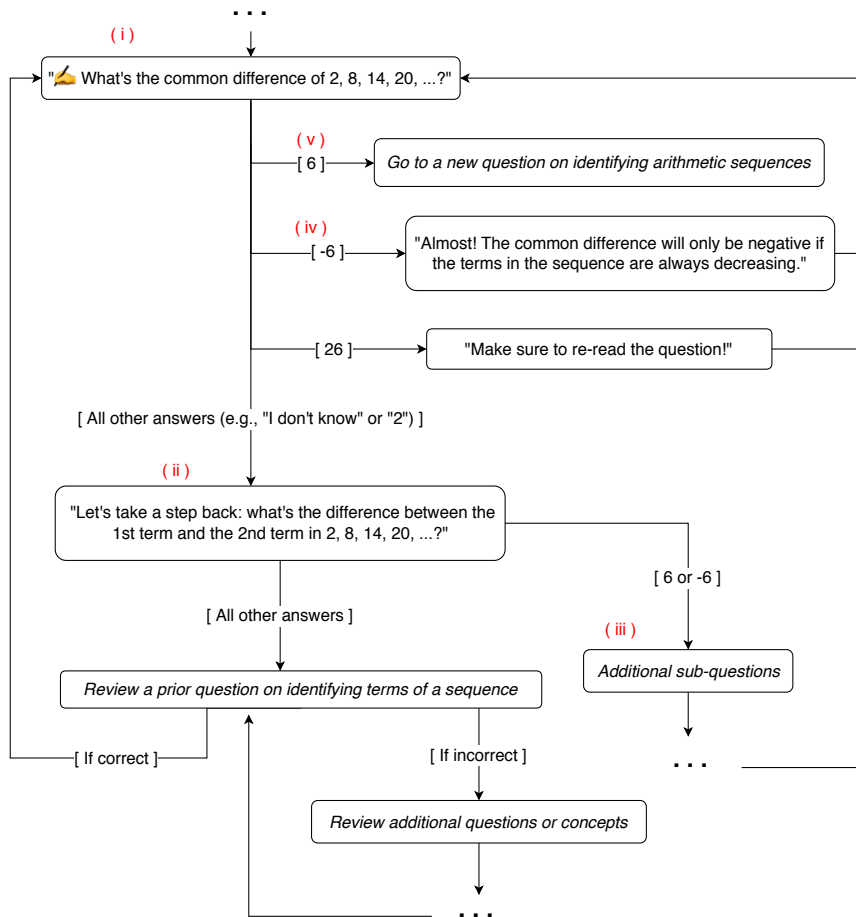 ...
( i )
"✍️ What's the common difference of 2, 8, 14, 20, ...?"
( v )
[ 6 ]
Go to a new question on identifying arithmetic sequences
( iv )
[ -6 ]
"Almost! The common difference will only be negative if
the terms in the sequence are always decreasing."
[ 26 ]
"Make sure to re-read the question!"
[ All other answers (e.g., "I don't know" or "2") ]
( ii )
"Let's take a step back: what's the difference between the
1st term and the 2nd term in 2, 8, 14, 20, ...?"
[ 6 or -6 ]
[ All other answers ]
( iii )
Additional sub-questions
Review a prior question on identifying terms of a sequence
[ If correct ]
[ If incorrect ]
...
Review additional questions or concepts
...